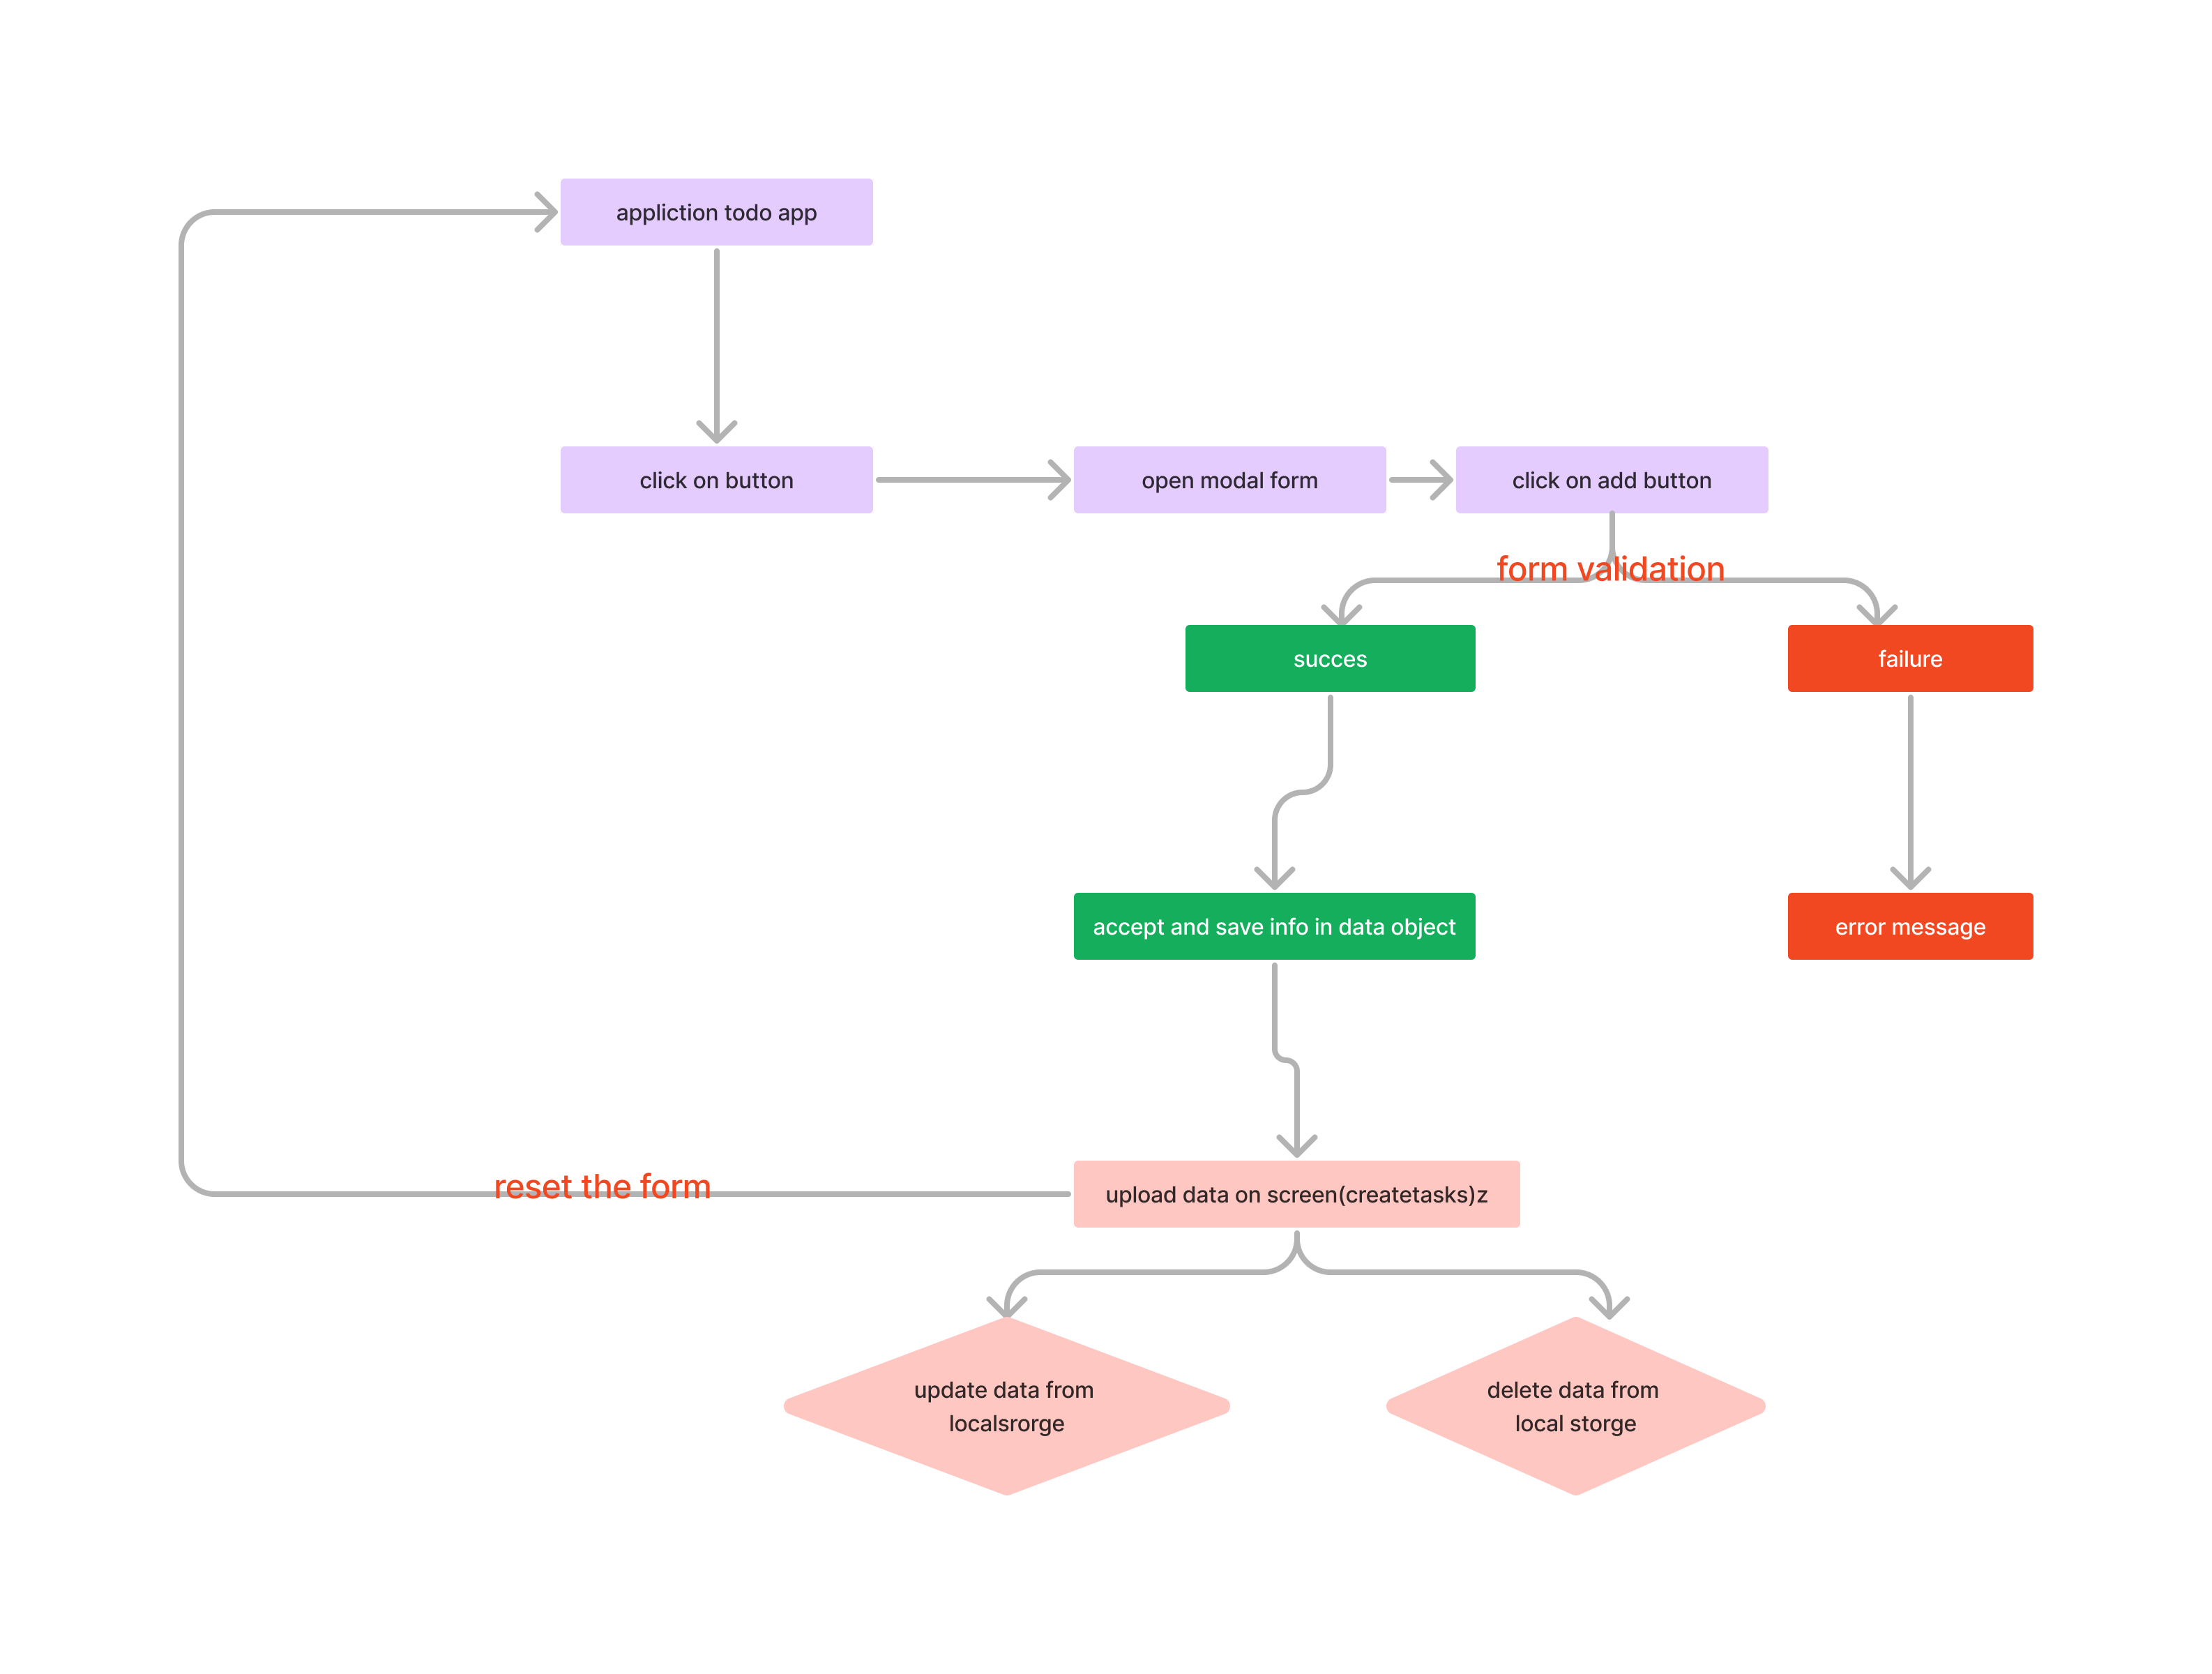 appliction todo app
click on button
open modal form
click on add button
form validation
succes
failure
accept and save info in data object
error message
reset the form
upload data on screen(createtasks)z
update data from
localsrorge
delete data from
local storge